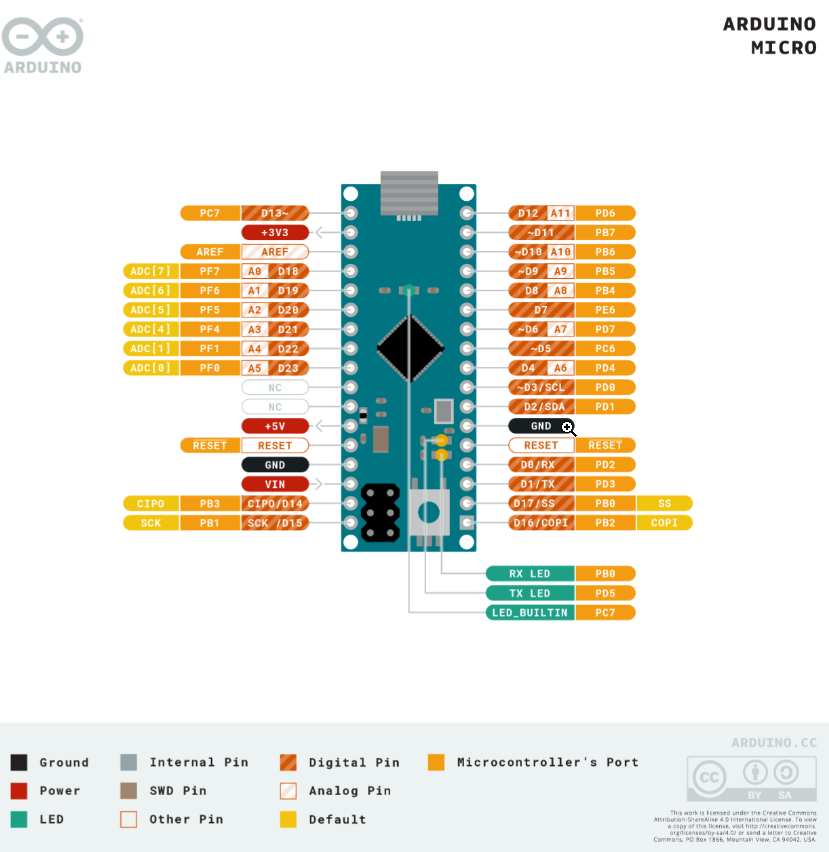 ARDUINO
MICRO
ARDUINO
PC7 D13~
+3V3
AREF AREF
ADC[7] PF7 A0 D18
ADC[6] PF6 A1 D19
ADC[5] PF5 A2 D20
ADC[4] PF4 A3 D21
ADC[1] PF1 A4 D22
ADC[0] PF0 A5 D23
NC
NC
+5V
RESET RESET
GND
VIN
CIPO PB3 CIPO/D14
SCK PB1 SCK /D15
D12 A11 PD6
~D11 PB7
~D10 A10 PB6
~D9 A9 PB5
D8 A8 PB4
D7 PE6
~D6 A7 PD7
~D5 PC6
D4 A6 PD4
~D3/SCL PD0
D2/SDA PD1
GND
RESET RESET
D0/RX PD2
D1/TX PD3
D17/SS PB0 SS
D16/COPI PB2 COPI
RX LED PB0
TX LED PD5
LED_BUILTIN PC7
Ground
Power
LED
Internal Pin
SWD Pin
Other Pin
Digital Pin
Analog Pin
Default
Microcontroller's Port
ARDUINO.CC
CC
BY SA
This work is licensed under the Creative Commons
Attribution-ShareAlike 4.0 International License. To view
a copy of this license, visit http://creativecommons.
org/licenses/by-sa/4.0/ or send a letter to Creative
Commons, PO Box 1866, Mountain View, CA 94042, USA.